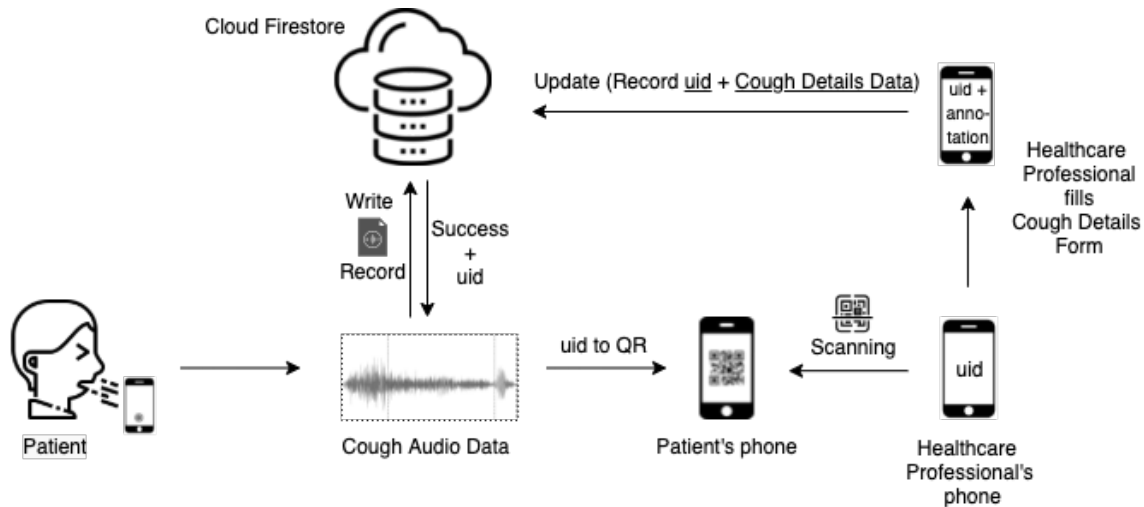 Cloud Firestore
Update (Record uid + Cough Details Data)
uid +
anno-
tation
Healthcare
Professional
fills
Cough Details
Form
Write
Record
Success
+
uid
Patient
Cough Audio Data
uid to QR
Patient's phone
Scanning
uid
Healthcare
Professional's
phone